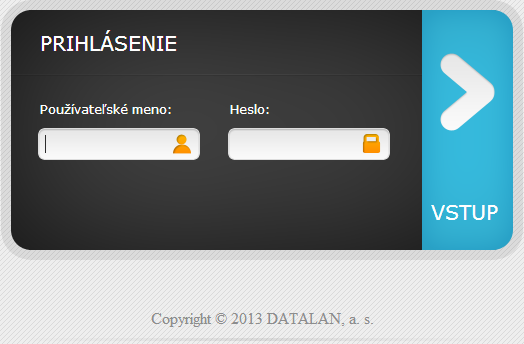 PRIHLÁSENIE
Používateľské meno: Heslo:
VSTUP
Copyright © 2013 DATALAN, a. s.